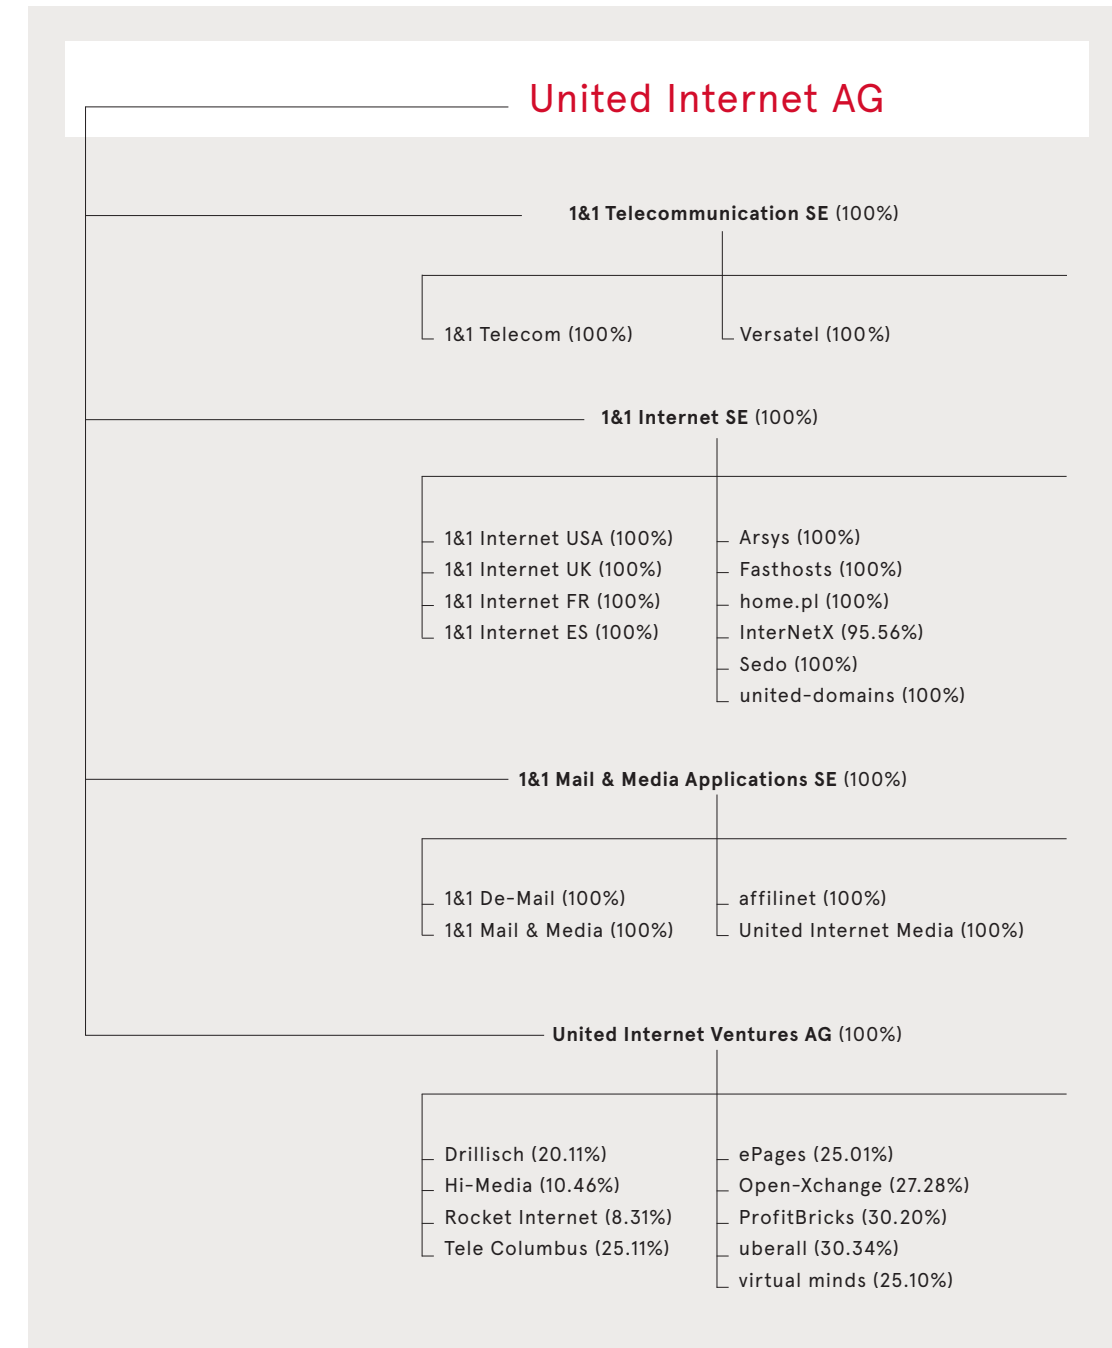 United Internet AG
1&1 Telecommunication SE (100%)
1&1 Telecom (100%)
Versatel (100%)
1&1 Internet SE (100%)
1&1 Internet USA (100%)
1&1 Internet UK (100%)
1&1 Internet FR (100%)
1&1 Internet ES (100%)
Arsys (100%)
Fasthosts (100%)
home.pl (100%)
InterNetX (95.56%)
Sedo (100%)
united-domains (100%)
1&1 Mail & Media Applications SE (100%)
1&1 De-Mail (100%)
1&1 Mail & Media (100%)
affilinet (100%)
United Internet Media (100%)
United Internet Ventures AG (100%)
Drillisch (20.11%)
Hi-Media (10.46%)
Rocket Internet (8.31%)
Tele Columbus (25.11%)
ePages (25.01%)
Open-Xchange (27.28%)
ProfitBricks (30.20%)
uberall (30.34%)
virtual minds (25.10%)